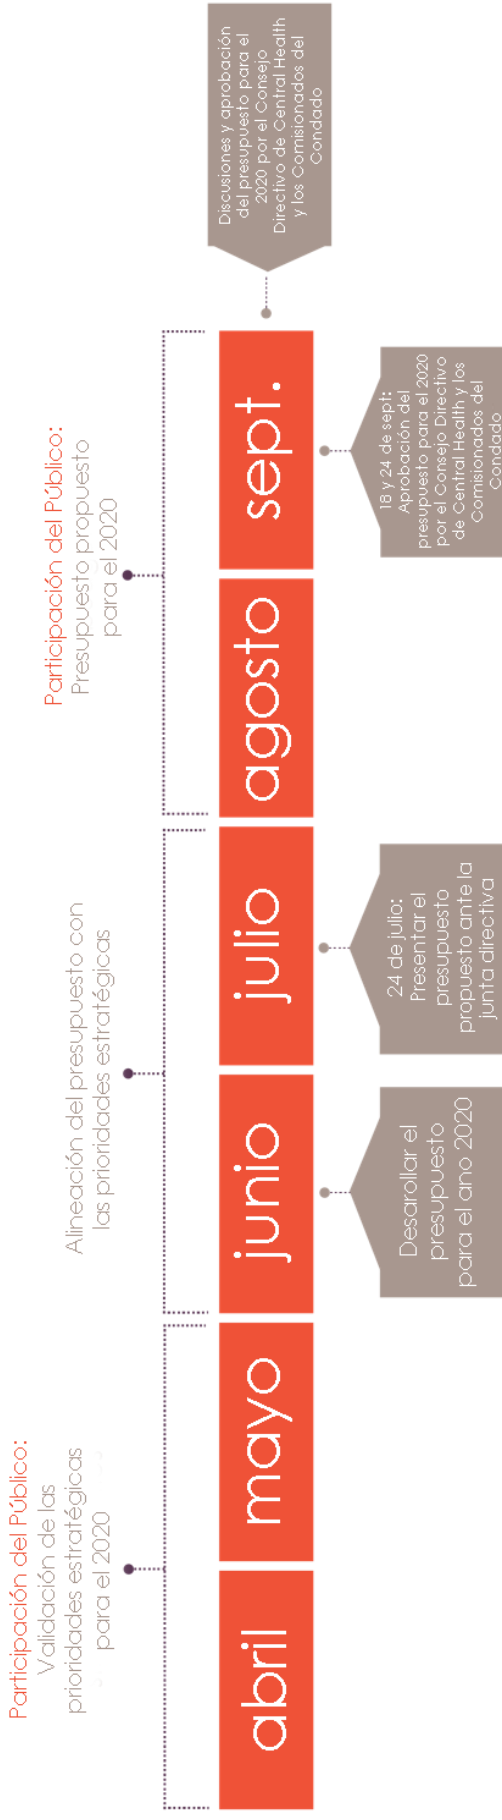 Participación del Público:
Validación de las
prioridades estratégicas
para el 2020
Alineación del presupuesto con
las prioridades estratégicas
Participación del Público:
Presupuesto propuesto
para el 2020
abril
mayo
junio
julio
agosto
sept.
Discusiones y aprobación
del presupuesto para el
2020 por el Consejo
Directivo de Central Health
y los Comisionados del
Condado
Desarollar el
presupuesto
para el ano 2020
24 de julio:
Presentar el
presupuesto
propuesto ante la
junta directiva
18 y 24 de sept:
Aprobación del
presupuesto para el 2020
por el Consejo Directivo
de Central Health y los
Comisionados del
Condado